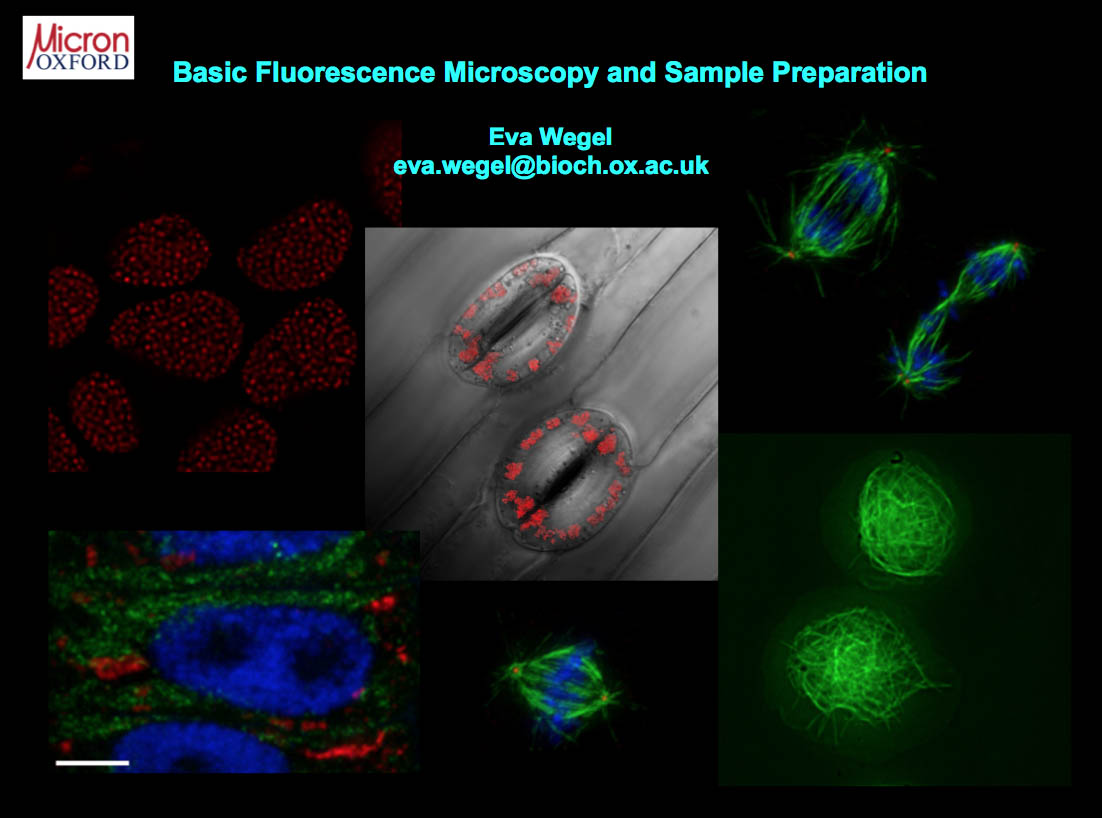 Micron
OXFORD
Basic Fluorescence Microscopy and Sample Preparation
Eva Wegel
eva.wegel@bioch.ox.ac.uk